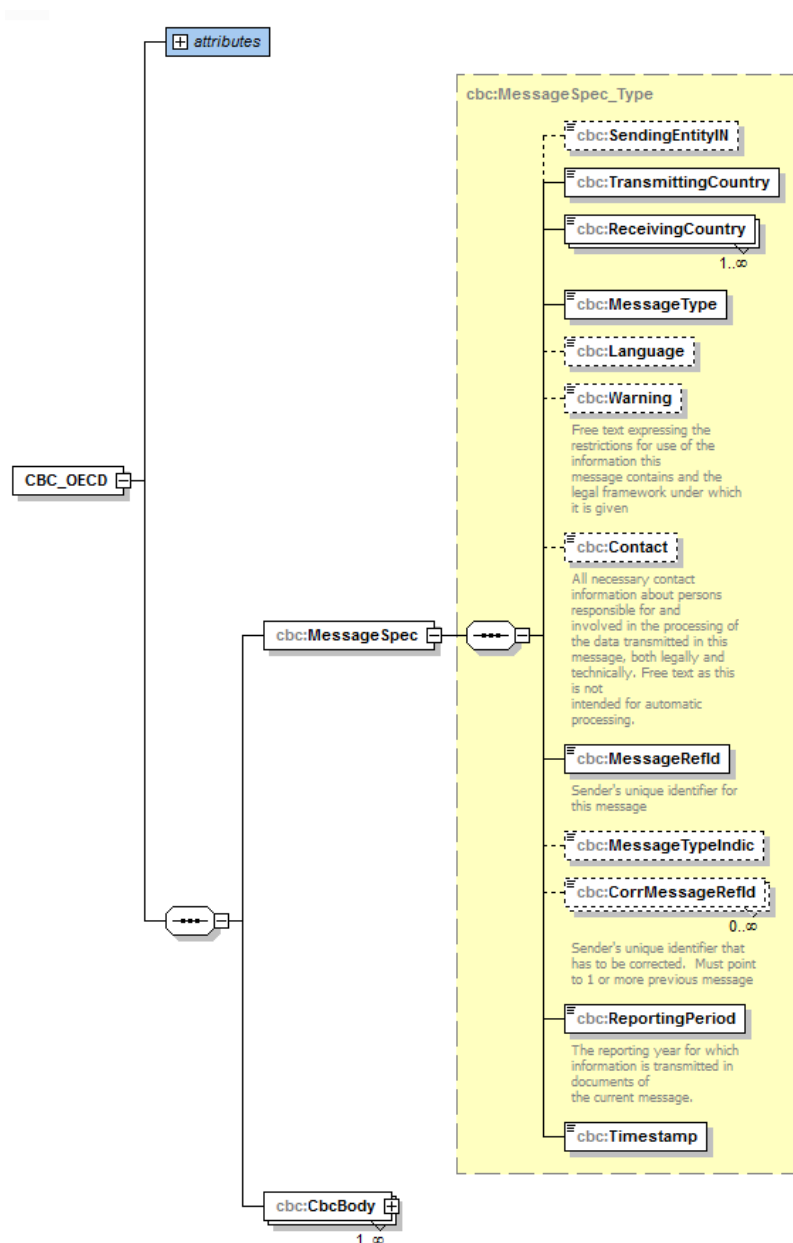 attributes
cbc:MessageSpec_Type
cbc:SendingEntityIN
cbc:TransmittingCountry
cbc:ReceivingCountry
1..∞
cbc:MessageType
cbc:Language
cbc:Warning
Free text expressing the
restrictions for use of the
information this
message contains and the
legal framework under which
it is given
CBC_OECD
cbc:Contact
All necessary contact
information about persons
responsible for and
involved in the processing of
the data transmitted in this
message, both legally and
technically. Free text as this
is not
intended for automatic
processing.
cbc:MessageSpec
cbc:MessageRefId
Sender's unique identifier for
this message
cbc:MessageTypeIndic
cbc:CorrMessageRefId
0..∞
Sender's unique identifier that
has to be corrected.  Must point
to 1 or more previous message
cbc:ReportingPeriod
The reporting year for which
information is transmitted in
documents of
the current message.
cbc:Timestamp
cbc:CbcBody
1..∞